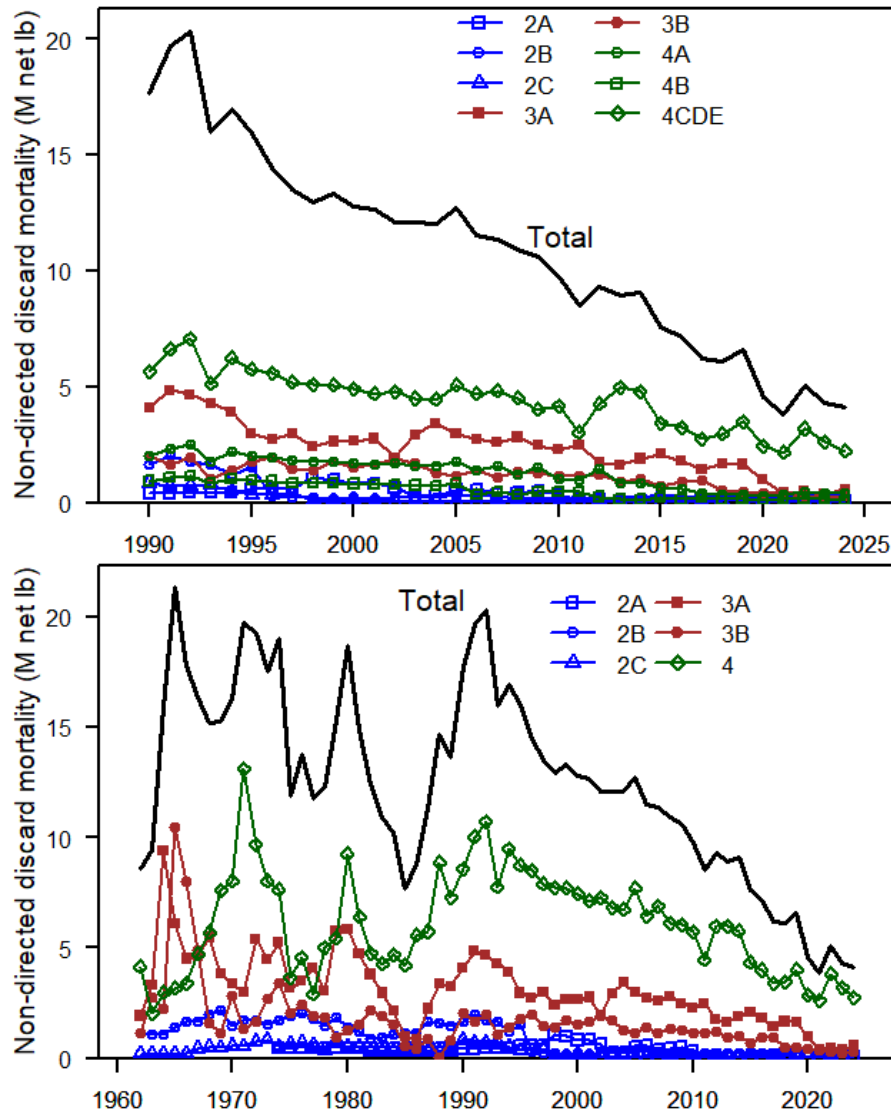 Non-directed discard mortality (M net lb)
20
15
10
5
0
2A 3B
2B 4A
2C 4B
3A 4CDE
Total
1990 1995 2000 2005 2010 2015 2020 2025
Non-directed discard mortality (M net lb)
20
15
10
5
0
Total
2A 3A
2B 3B
2C 4
1960 1970 1980 1990 2000 2010 2020